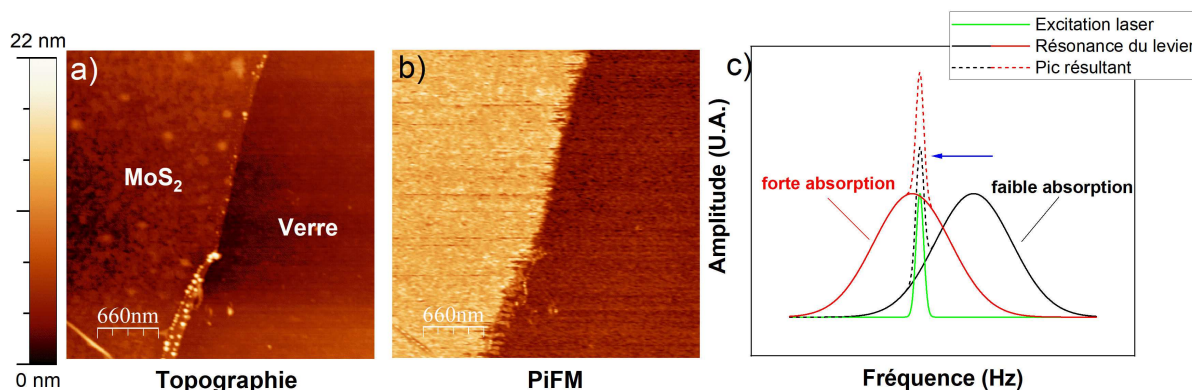 22 nm
0 nm
a)
MoS₂
Verre
660nm
Topographie
b)
660nm
PiFM
c)
Excitation laser
Résonance du levier
Pic résultant
forte absorption
faible absorption
Amplitude (U.A.)
Fréquence (Hz)